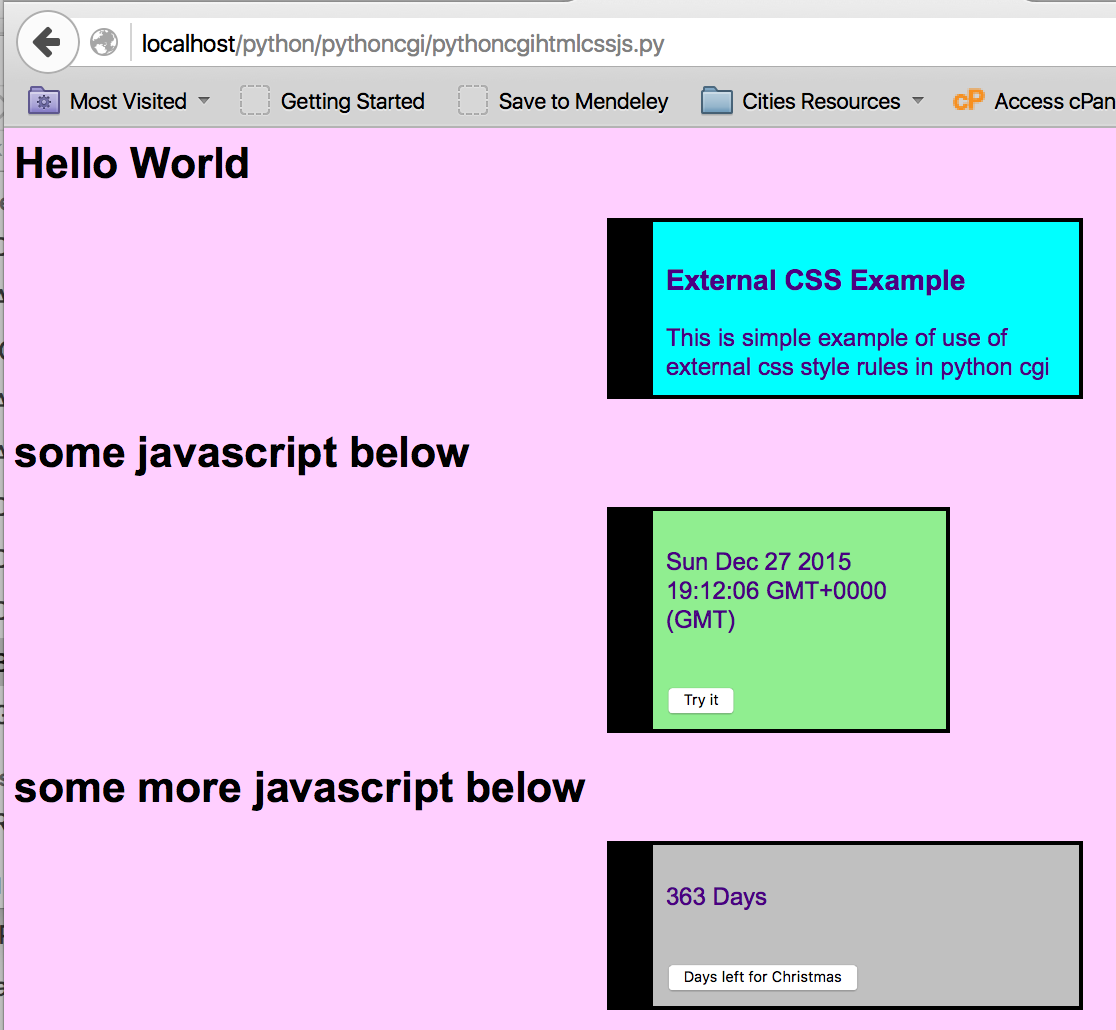 localhost/python/pythoncgi/pythoncgihtmlcssjs.py
Most Visited Getting Started Save to Mendeley Cities Resources cP Access cPan
Hello World
External CSS Example
This is simple example of use of
external css style rules in python cgi
some javascript below
Sun Dec 27 2015
19:12:06 GMT+0000
(GMT)
Try it
some more javascript below
363 Days
Days left for Christmas